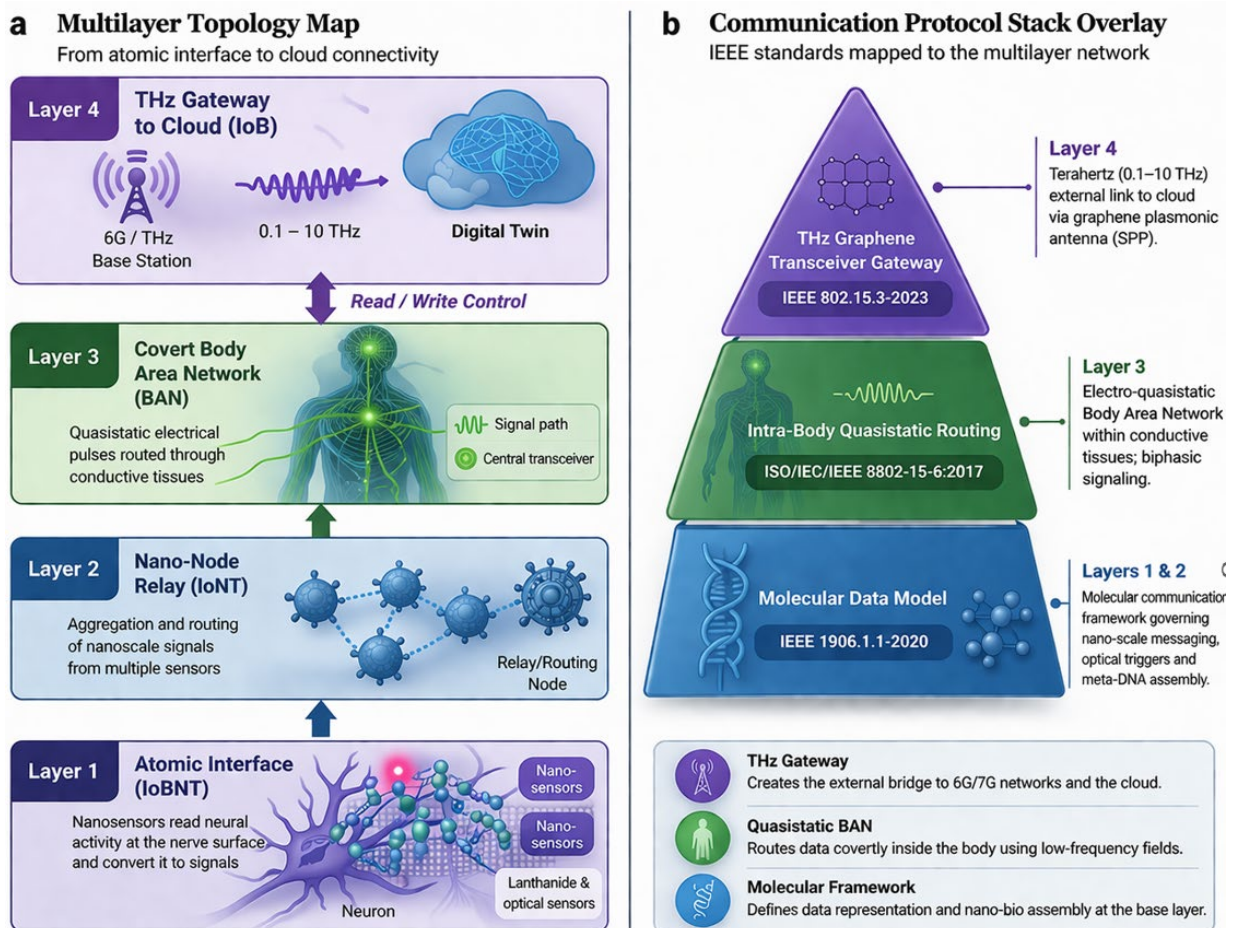 a Multilayer Topology Map
From atomic interface to cloud connectivity
Layer 4
THz Gateway
to Cloud (IoB)
6G / THz
Base Station
0.1 – 10 THz
Digital Twin
Read / Write Control
Layer 3
Covert Body
Area Network
(BAN)
Quasistatic electrical
pulses routed through
conductive tissues
Signal path
Central transceiver
Layer 2
Nano-Node
Relay (IoNT)
Aggregation and routing
of nanoscale signals
from multiple sensors
Relay/Routing
Node
Layer 1
Atomic Interface
(IoBNT)
Nanosensors read neural
activity at the nerve surface
and convert it to signals
Neuron
Nano-
sensors
Nano-
sensors
Lanthanide &
optical sensors
b Communication Protocol Stack Overlay
IEEE standards mapped to the multilayer network
THz Graphene
Transceiver Gateway
IEEE 802.15.3-2023
Layer 4
Terahertz (0.1–10 THz)
external link to cloud
via graphene plasmonic
antenna (SPP).
Intra-Body Quasistatic Routing
ISO/IEC/IEEE 8802-15-6:2017
Layer 3
Electro-quasistatic
Body Area Network
within conductive
tissues; biphasic
signaling.
Molecular Data Model
IEEE 1906.1.1-2020
Layers 1 & 2
Molecular communication
framework governing
nano-scale messaging,
optical triggers and
meta-DNA assembly.
THz Gateway
Creates the external bridge to 6G/7G networks and the cloud.
Quasistatic BAN
Routes data covertly inside the body using low-frequency fields.
Molecular Framework
Defines data representation and nano-bio assembly at the base layer.